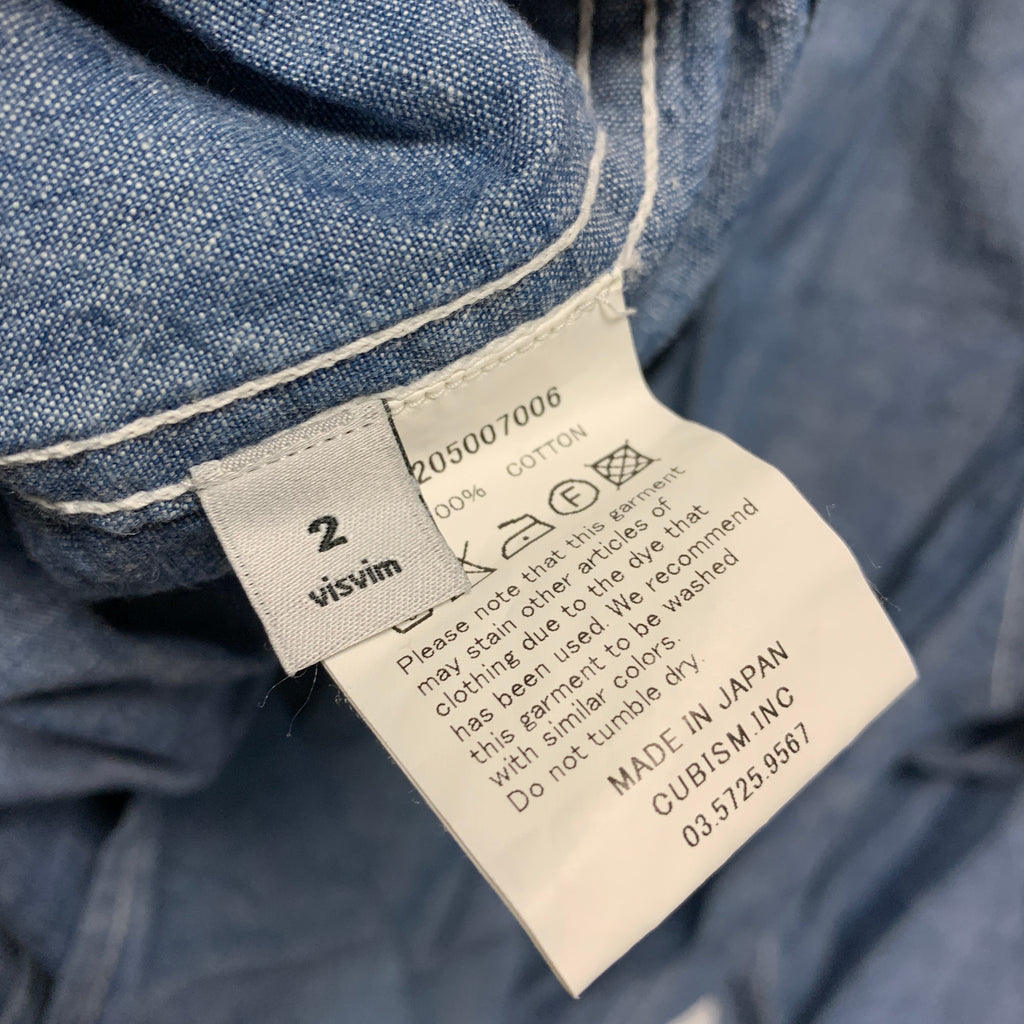 2
visvim
205007006
00% COTTON
F
Please note that this garment
may stain other articles of
clothing due to the dye that
has been used. We recommend
this garment to be washed
with similar colors.
Do not tumble dry.
MADE IN JAPAN
CUBISM.INC
03.5725.9567